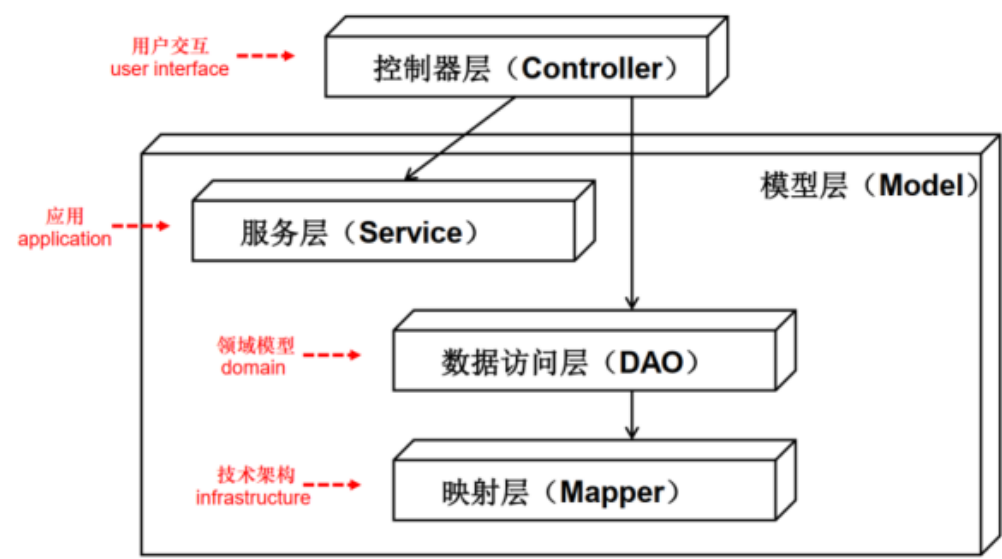 用户交互
user interface
控制器层（Controller）
模型层（Model）
应用
application
服务层（Service）
领域模型
domain
数据访问层（DAO）
技术架构
infrastructure
映射层（Mapper）